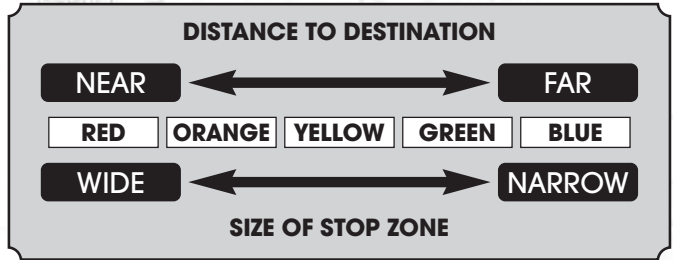 DISTANCE TO DESTINATION
NEAR FAR
RED ORANGE YELLOW GREEN BLUE
WIDE NARROW
SIZE OF STOP ZONE